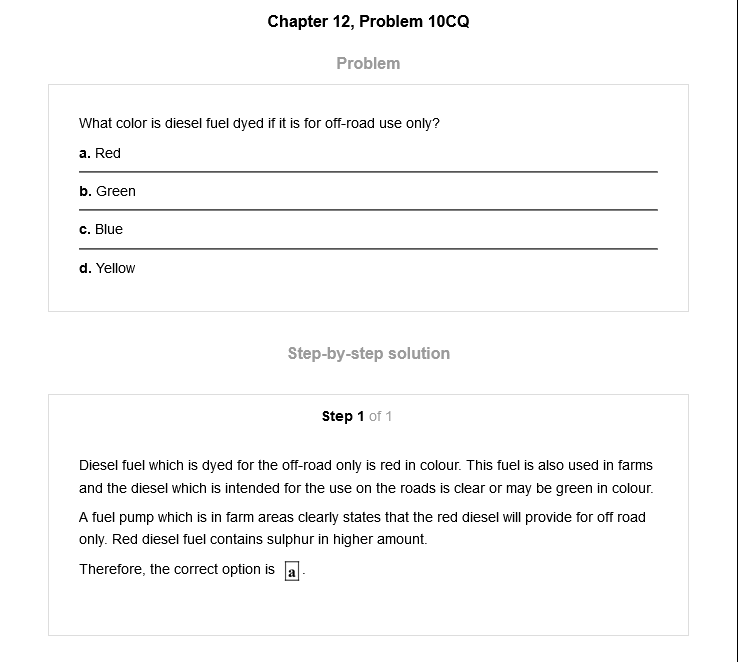 Chapter 12, Problem 10CQ
Problem
What color is diesel fuel dyed if it is for off-road use only?
a. Red
b. Green
c. Blue
d. Yellow
Step-by-step solution
Step 1 of 1
Diesel fuel which is dyed for the off-road only is red in colour. This fuel is also used in farms
and the diesel which is intended for the use on the roads is clear or may be green in colour.
A fuel pump which is in farm areas clearly states that the red diesel will provide for off road
only. Red diesel fuel contains sulphur in higher amount.
Therefore, the correct option is a.